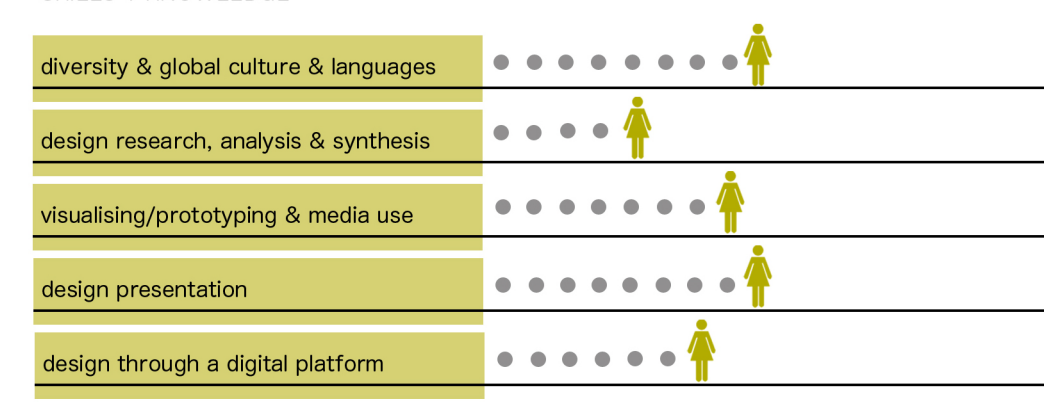 diversity & global culture & languages
design research, analysis & synthesis
visualising/prototyping & media use
design presentation
design through a digital platform